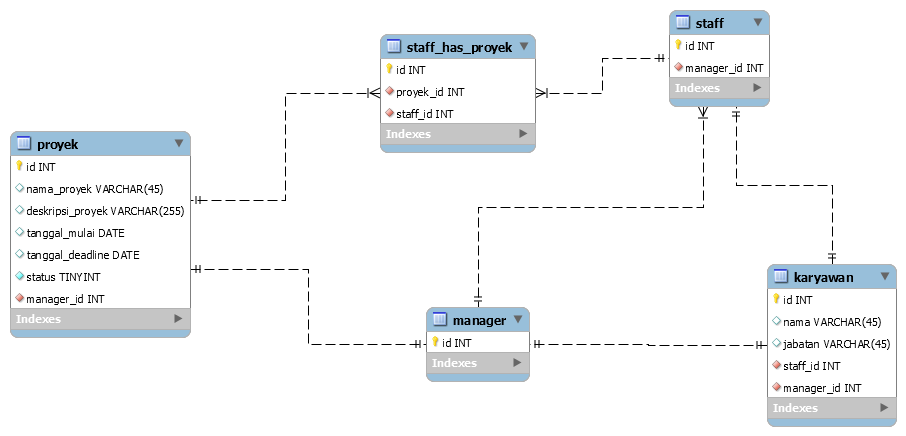 proyek
id INT
nama_proyek VARCHAR(45)
deskripsi_proyek VARCHAR(255)
tanggal_mulai DATE
tanggal_deadline DATE
status TINYINT
manager_id INT
Indexes
staff_has_proyek
id INT
proyek_id INT
staff_id INT
Indexes
staff
id INT
manager_id INT
Indexes
manager
id INT
Indexes
karyawan
id INT
nama VARCHAR(45)
jabatan VARCHAR(45)
staff_id INT
manager_id INT
Indexes